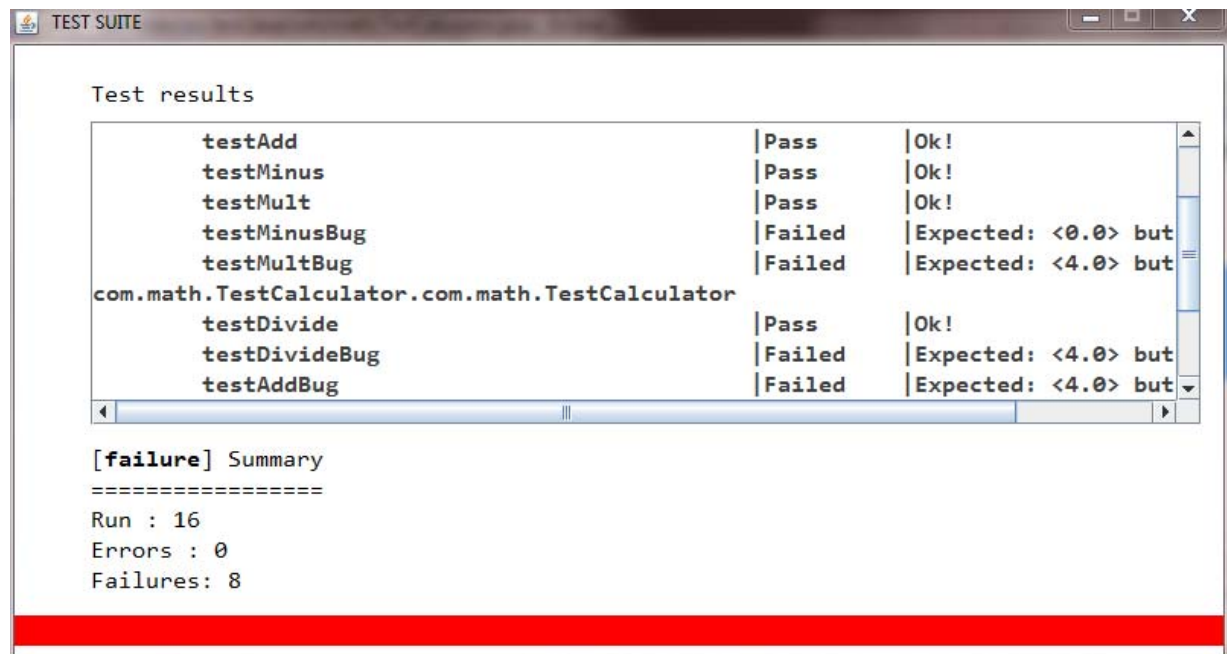 TEST SUITE
Test results
testAdd |Pass |Ok!
testMinus |Pass |Ok!
testMult |Pass |Ok!
testMinusBug |Failed |Expected: <0.0> but
testMultBug |Failed |Expected: <4.0> but
com.math.TestCalculator.com.math.TestCalculator
testDivide |Pass |Ok!
testDivideBug |Failed |Expected: <4.0> but
testAddBug |Failed |Expected: <4.0> but
[failure] Summary
=================
Run : 16
Errors : 0
Failures: 8